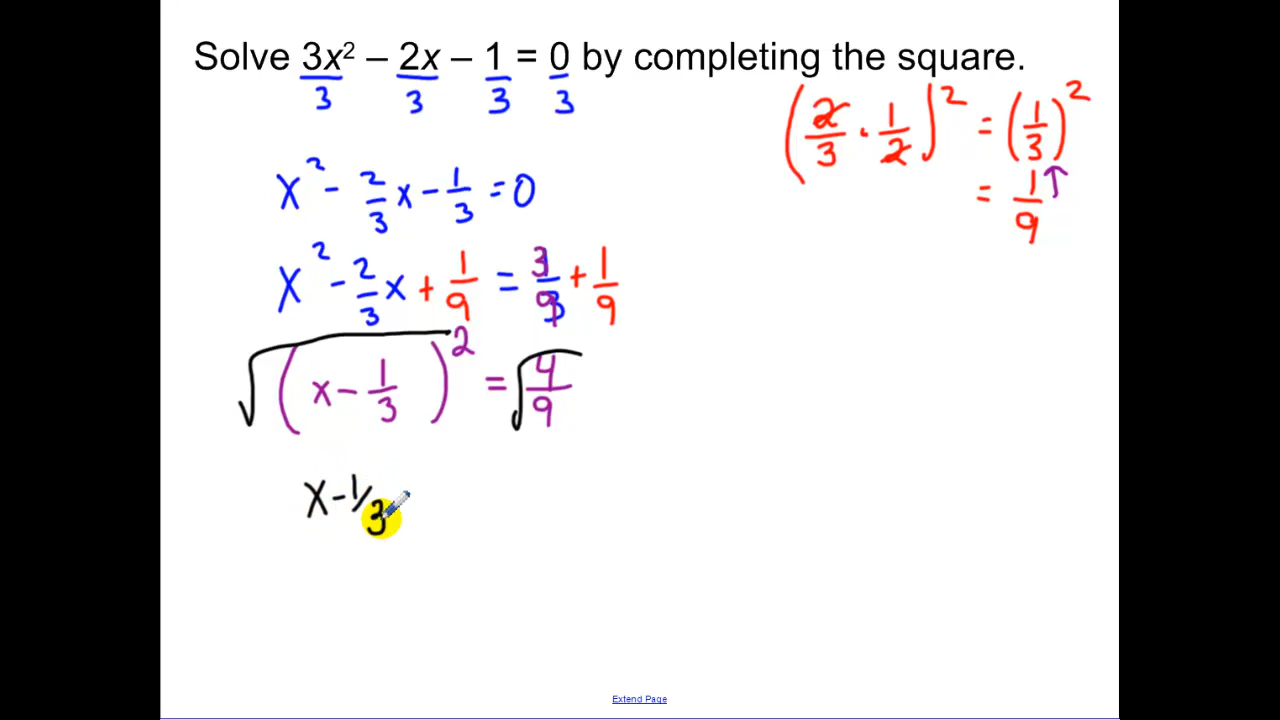 Solve 3x² – 2x – 1 = 0 by completing the square.
3 3 3 3
(2/3 · 1/2)² = (1/3)²
= 1/9 ↑
x² - 2/3 x - 1/3 = 0
x² - 2/3 x + 1/9 = 3/9 + 1/9
√(x - 1/3)² = √4/9
x - 1/3
Extend Page